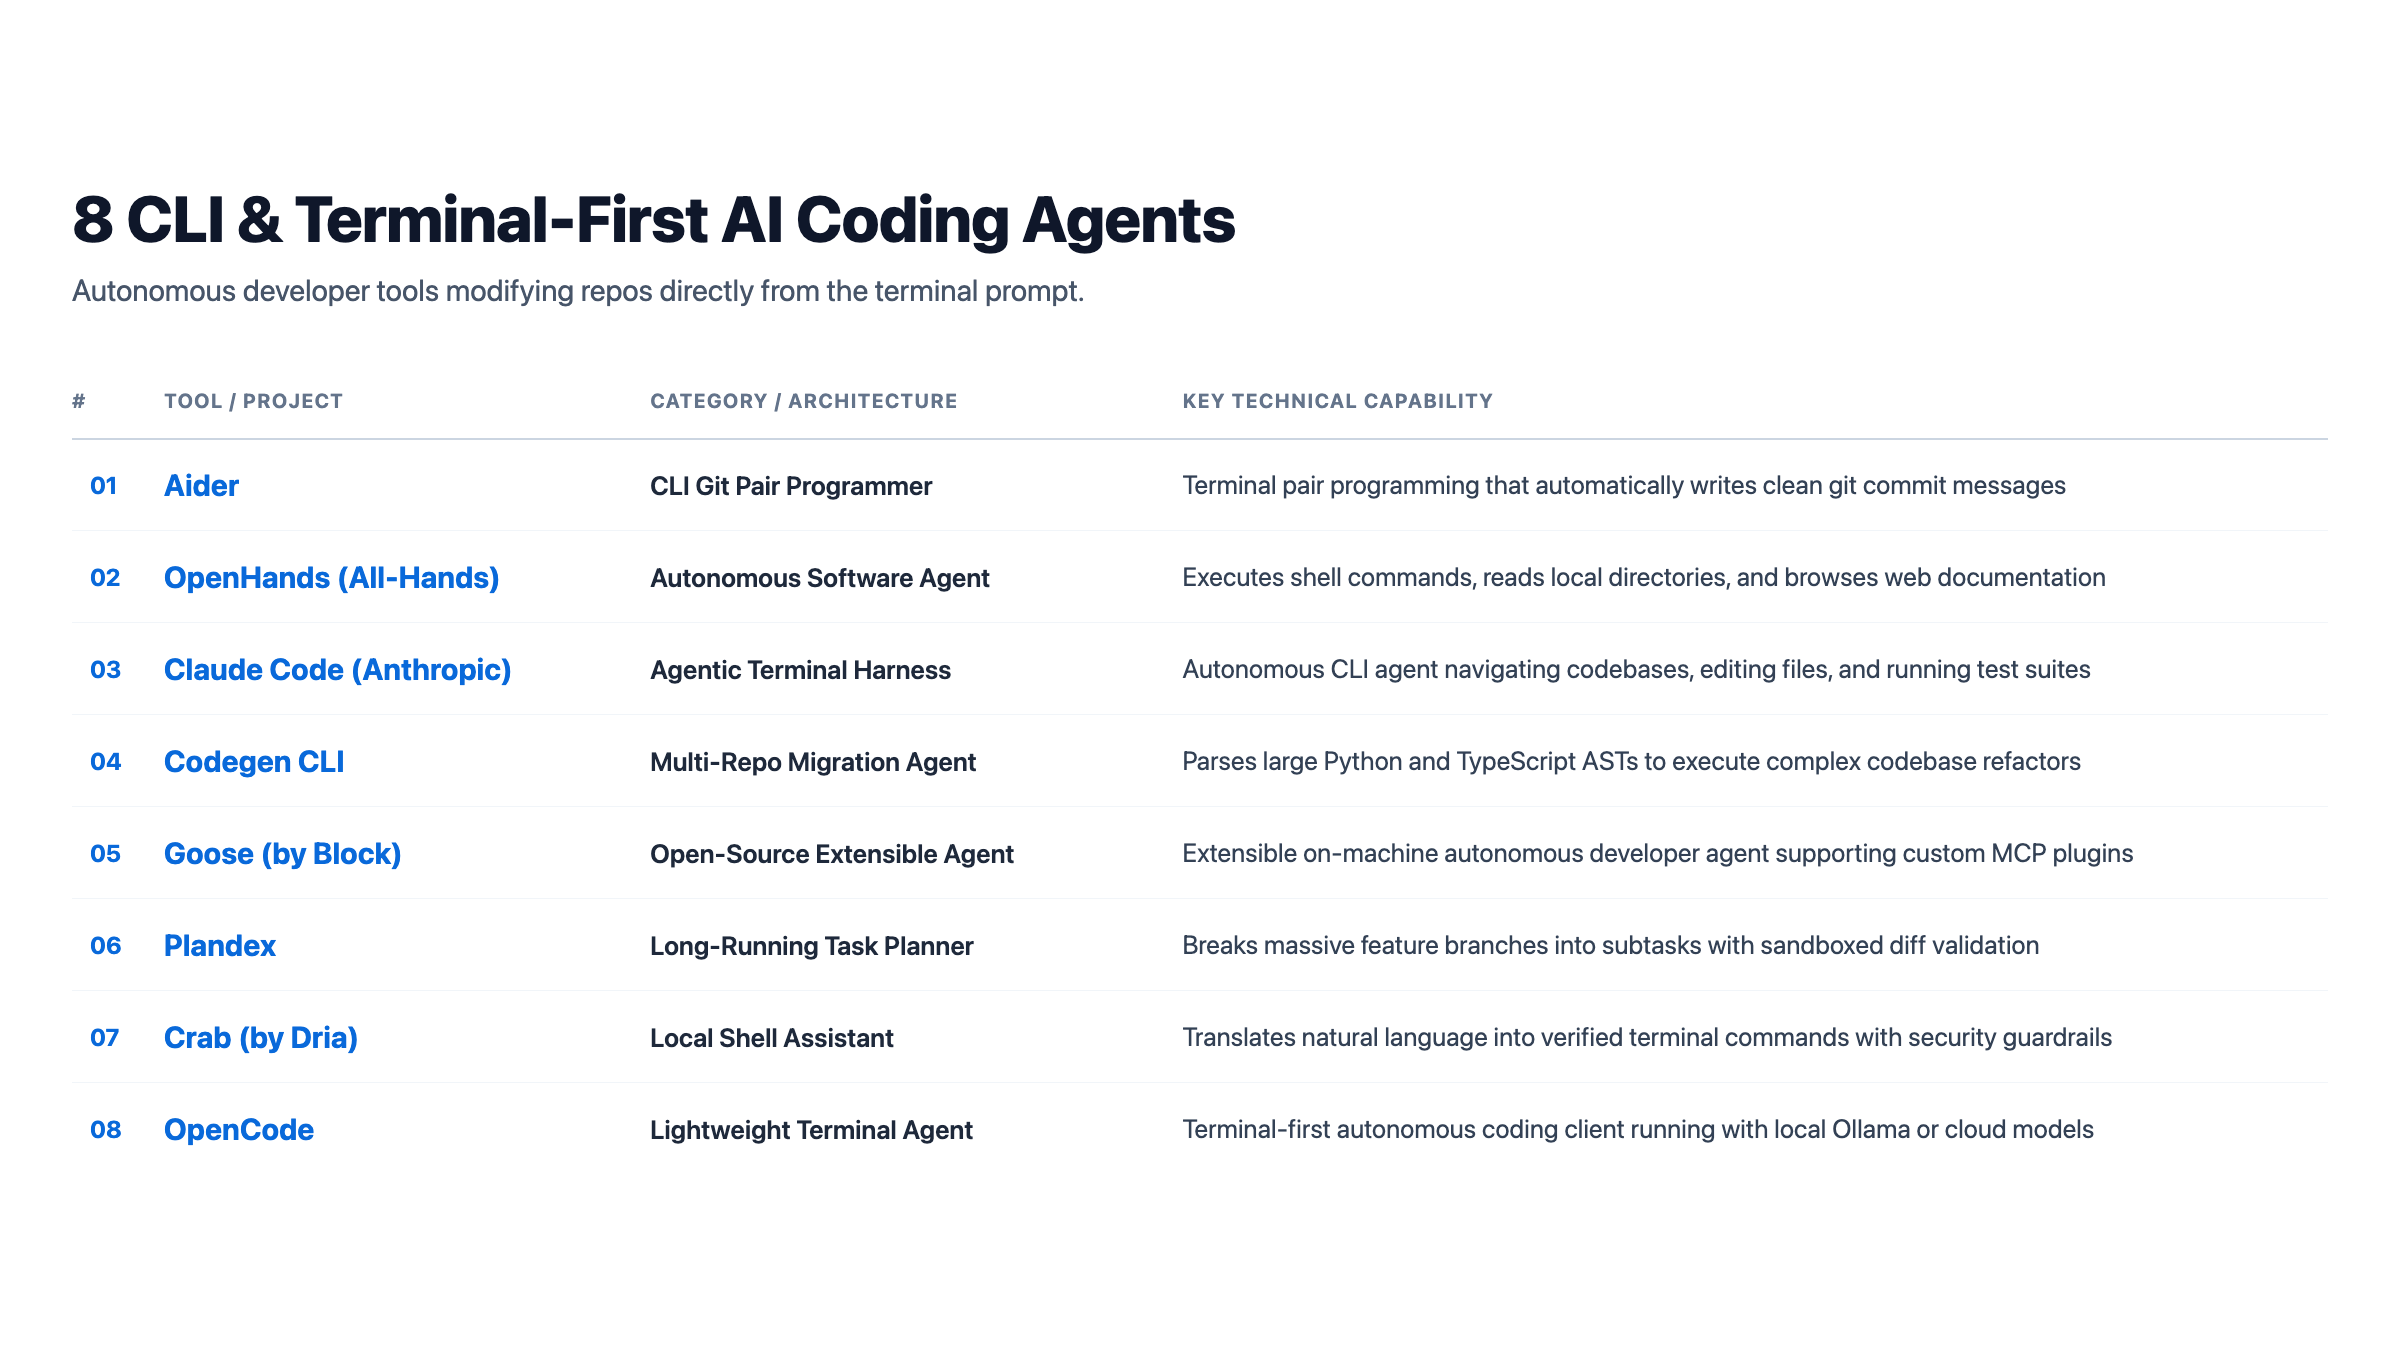 8 CLI & Terminal-First AI Coding Agents
Autonomous developer tools modifying repos directly from the terminal prompt.
# TOOL / PROJECT CATEGORY / ARCHITECTURE KEY TECHNICAL CAPABILITY
01 Aider CLI Git Pair Programmer Terminal pair programming that automatically writes clean git commit messages
02 OpenHands (All-Hands) Autonomous Software Agent Executes shell commands, reads local directories, and browses web documentation
03 Claude Code (Anthropic) Agentic Terminal Harness Autonomous CLI agent navigating codebases, editing files, and running test suites
04 Codegen CLI Multi-Repo Migration Agent Parses large Python and TypeScript ASTs to execute complex codebase refactors
05 Goose (by Block) Open-Source Extensible Agent Extensible on-machine autonomous developer agent supporting custom MCP plugins
06 Plandex Long-Running Task Planner Breaks massive feature branches into subtasks with sandboxed diff validation
07 Crab (by Dria) Local Shell Assistant Translates natural language into verified terminal commands with security guardrails
08 OpenCode Lightweight Terminal Agent Terminal-first autonomous coding client running with local Ollama or cloud models